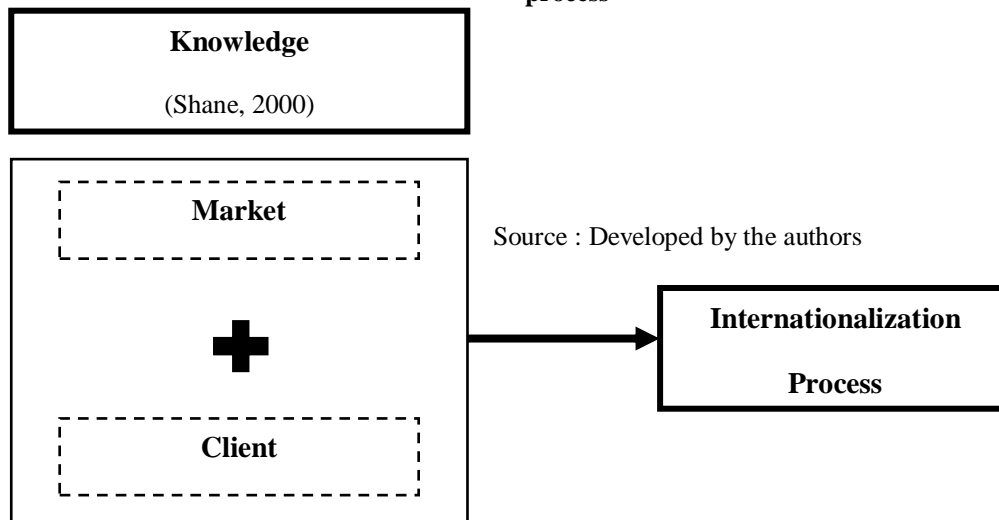 process
Knowledge
(Shane, 2000)
Market
Source : Developed by the authors
Internationalization
Process
Client